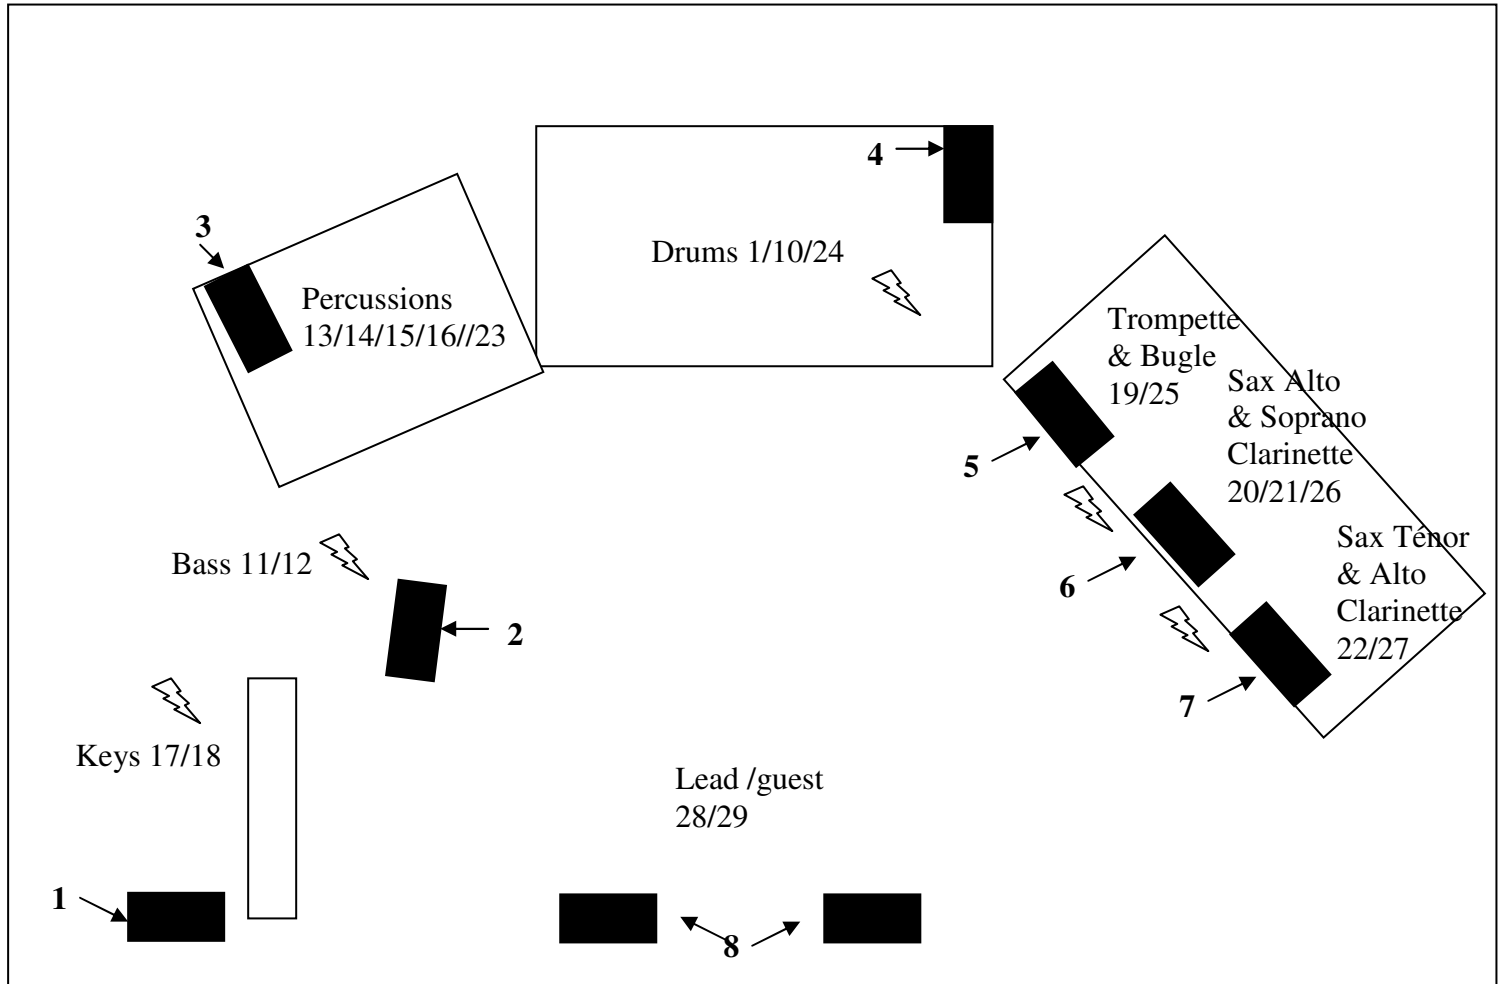 4
3
Drums 1/10/24
Percussions
13/14/15/16//23
Trompette
& Bugle
19/25
Sax Alto
& Soprano
Clarinette
20/21/26
5
Sax Ténor
& Alto
Clarinette
22/27
Bass 11/12
6
2
7
Keys 17/18
Lead /guest
28/29
1
8